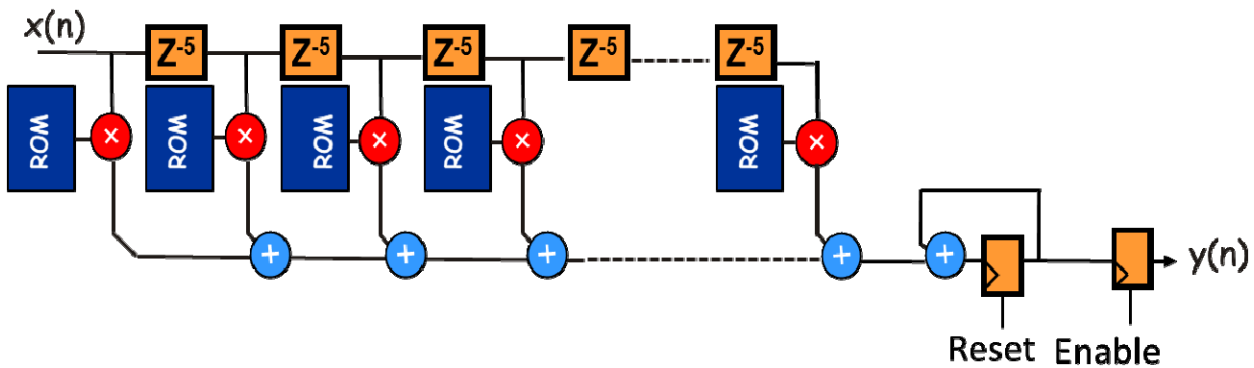 x(n)
Z-5 Z-5 Z-5 Z-5 Z-5
ROM ROM ROM ROM ROM
× × × × ×
+ + + + +
y(n)
Reset Enable